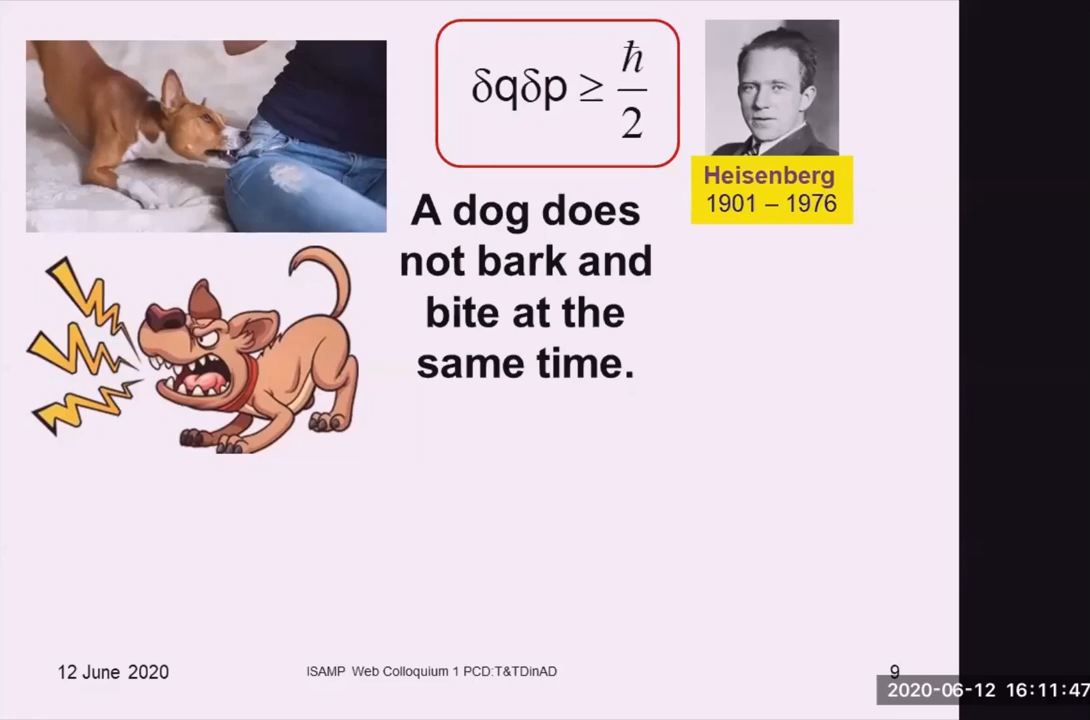 δqδp ≥ ħ/2
Heisenberg
1901 – 1976
A dog does
not bark and
bite at the
same time.
12 June 2020
ISAMP Web Colloquium 1 PCD:T&TDinAD
9
2020-06-12 16:11:47